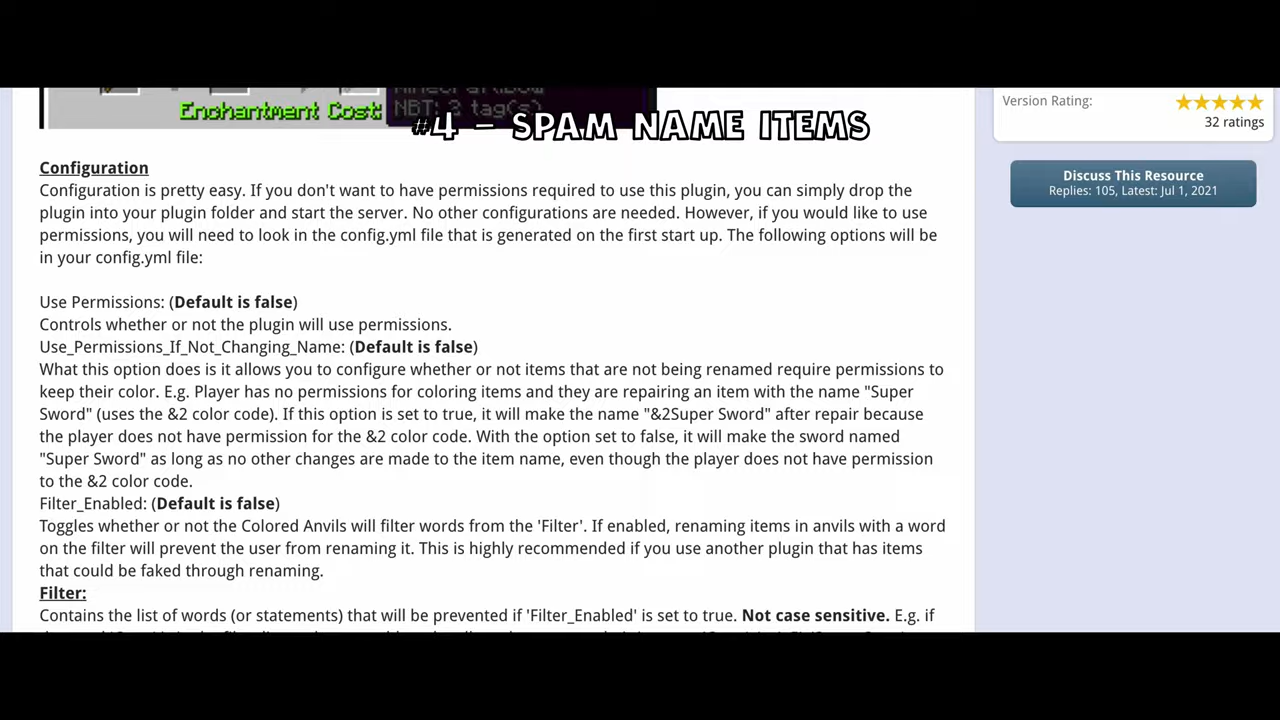 Minecraft:bow
Enchantment Cost
NBT: 3 tag(s)
#4 - SPAM NAME ITEMS
Version Rating:
32 ratings
Discuss This Resource
Replies: 105, Latest: Jul 1, 2021
Configuration
Configuration is pretty easy. If you don't want to have permissions required to use this plugin, you can simply drop the
plugin into your plugin folder and start the server. No other configurations are needed. However, if you would like to use
permissions, you will need to look in the config.yml file that is generated on the first start up. The following options will be
in your config.yml file:
Use Permissions: (Default is false)
Controls whether or not the plugin will use permissions.
Use_Permissions_If_Not_Changing_Name: (Default is false)
What this option does is it allows you to configure whether or not items that are not being renamed require permissions to
keep their color. E.g. Player has no permissions for coloring items and they are repairing an item with the name "Super
Sword" (uses the &2 color code). If this option is set to true, it will make the name "&2Super Sword" after repair because
the player does not have permission for the &2 color code. With the option set to false, it will make the sword named
"Super Sword" as long as no other changes are made to the item name, even though the player does not have permission
to the &2 color code.
Filter_Enabled: (Default is false)
Toggles whether or not the Colored Anvils will filter words from the 'Filter'. If enabled, renaming items in anvils with a word
on the filter will prevent the user from renaming it. This is highly recommended if you use another plugin that has items
that could be faked through renaming.
Filter:
Contains the list of words (or statements) that will be prevented if 'Filter_Enabled' is set to true. Not case sensitive. E.g. if